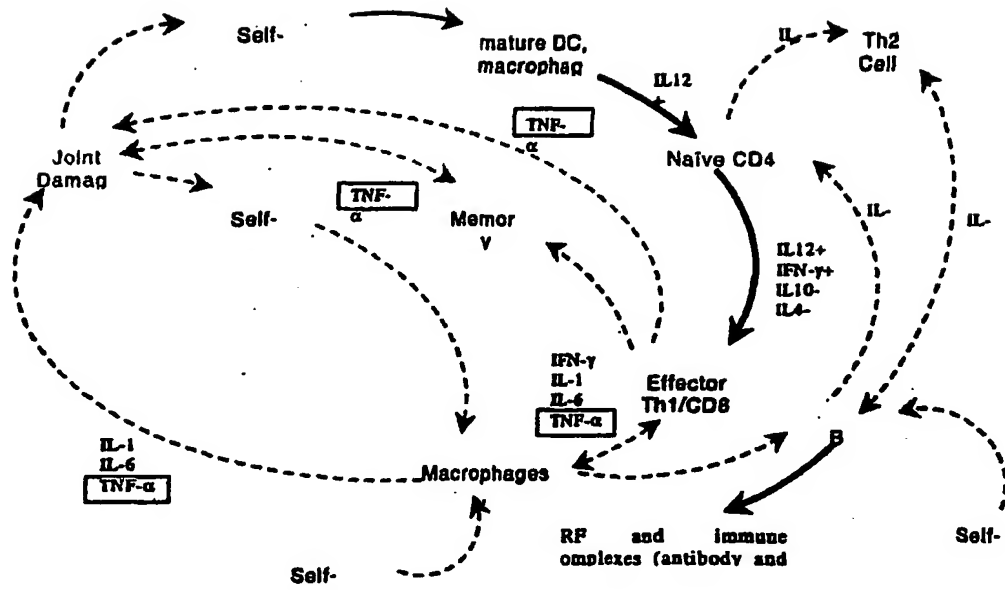 Self-
mature DC,
macrophag
IL-
Th2
Cell
IL12
+
TNF-
α
Joint
Damag
Naïve CD4
TNF-
α
Self-
Memor
y
IL-
IL-
IL12+
IFN-γ+
IL10-
IL4-
IFN-γ
IL-1
IL-6
TNF-α
Effector
Th1/CD8
B
IL-1
IL-6
TNF-α
Macrophages
RF and immune
omplexes (antibody and
Self-
Self-